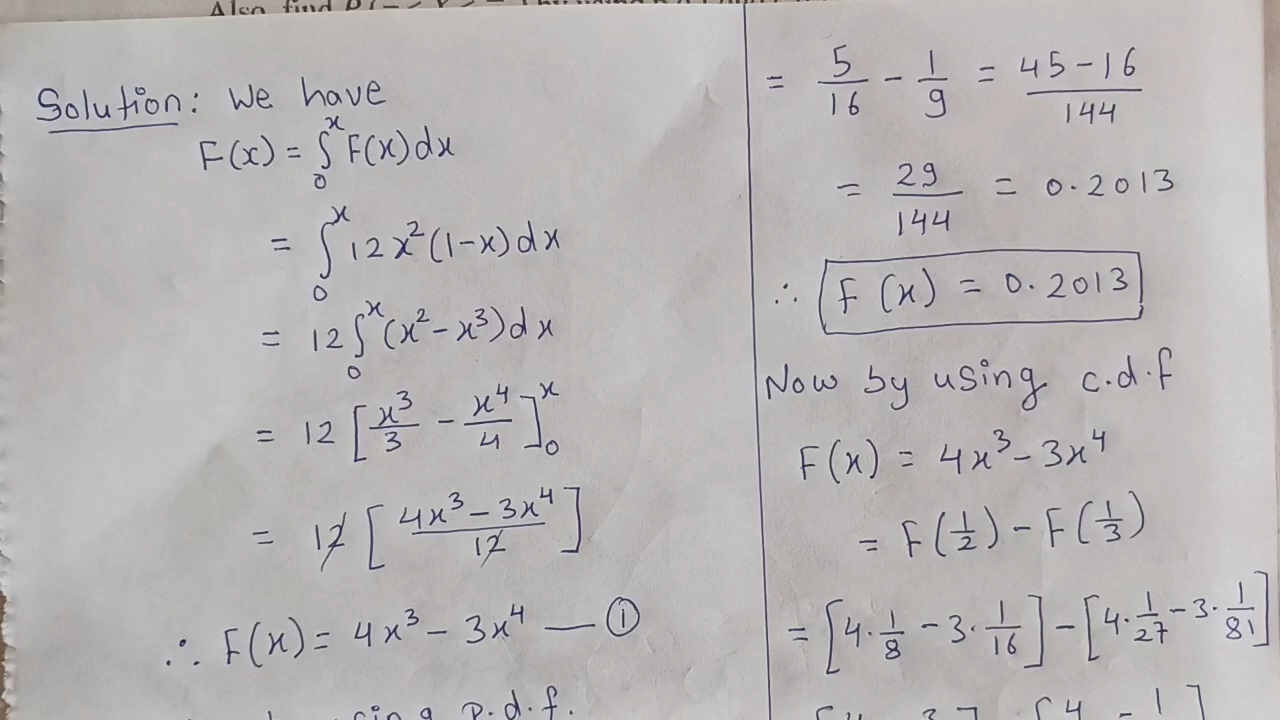 Also find P(
Solution: We have
F(x) = ∫₀ˣ F(x) dx
= ∫₀ˣ 12x²(1-x) dx
= 12 ∫₀ˣ (x² - x³) dx
= 12 [x³/3 - x⁴/4]₀ˣ
= 12 [(4x³ - 3x⁴)/12]
∴ F(x) = 4x³ - 3x⁴ — ①
using p.d.f.
= 5/16 - 1/9 = (45-16)/144
= 29/144 = 0.2013
∴ F(x) = 0.2013
Now by using c.d.f
F(x) = 4x³ - 3x⁴
= F(1/2) - F(1/3)
= [4·1/8 - 3·1/16] - [4·1/27 - 3·1/81]